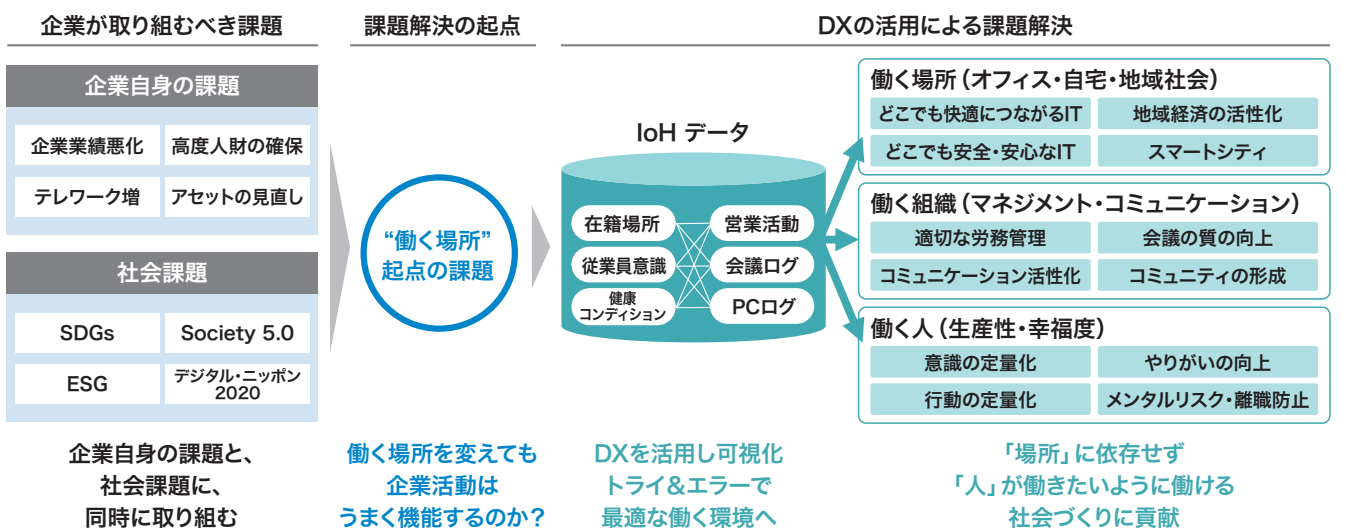 企業が取り組むべき課題
課題解決の起点
DXの活用による課題解決
企業自身の課題
企業業績悪化
高度人財の確保
テレワーク増
アセットの見直し
社会課題
SDGs
Society 5.0
ESG
デジタル・ニッポン
2020
企業自身の課題と、
社会課題に、
同時に取り組む
“働く場所”
起点の課題
働く場所を変えても
企業活動は
うまく機能するのか?
IoH データ
在籍場所
営業活動
従業員意識
会議ログ
健康
コンディション
PCログ
DXを活用し可視化
トライ&エラーで
最適な働く環境へ
働く場所(オフィス・自宅・地域社会)
どこでも快適につながるIT
地域経済の活性化
どこでも安全・安心なIT
スマートシティ
働く組織(マネジメント・コミュニケーション)
適切な労務管理
会議の質の向上
コミュニケーション活性化
コミュニティの形成
働く人(生産性・幸福度)
意識の定量化
やりがいの向上
行動の定量化
メンタルリスク・離職防止
「場所」に依存せず
「人」が働きたいように働ける
社会づくりに貢献